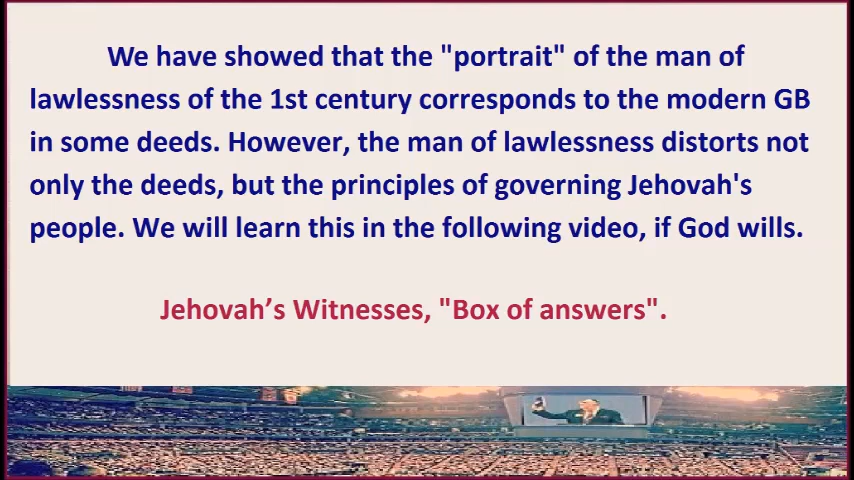 We have showed that the "portrait" of the man of
lawlessness of the 1st century corresponds to the modern GB
in some deeds. However, the man of lawlessness distorts not
only the deeds, but the principles of governing Jehovah's
people. We will learn this in the following video, if God wills.
Jehovah’s Witnesses, "Box of answers".